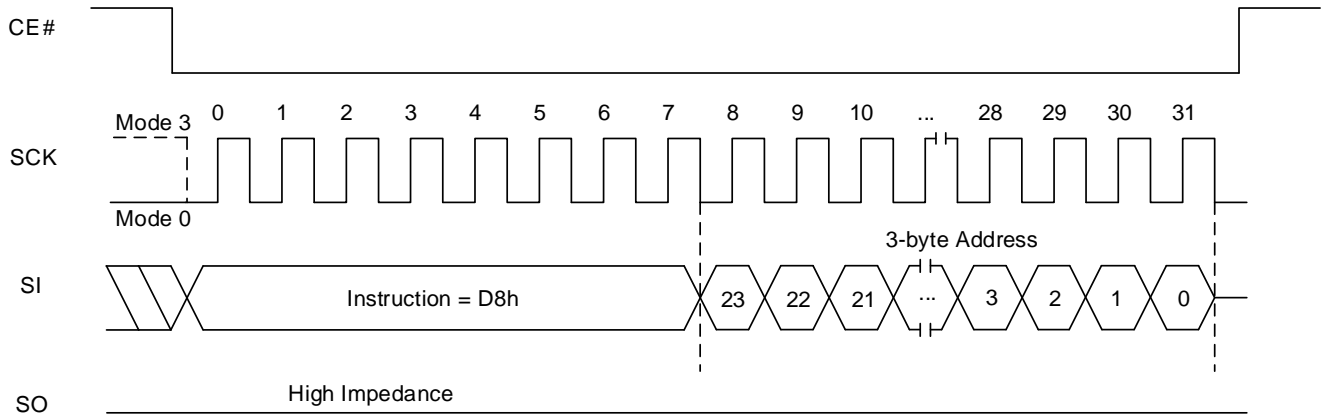 CE#
0 1 2 3 4 5 6 7 8 9 10 ... 28 29 30 31
Mode 3
SCK
Mode 0
3-byte Address
SI
Instruction = D8h
23 22 21 ... 3 2 1 0
High Impedance
SO